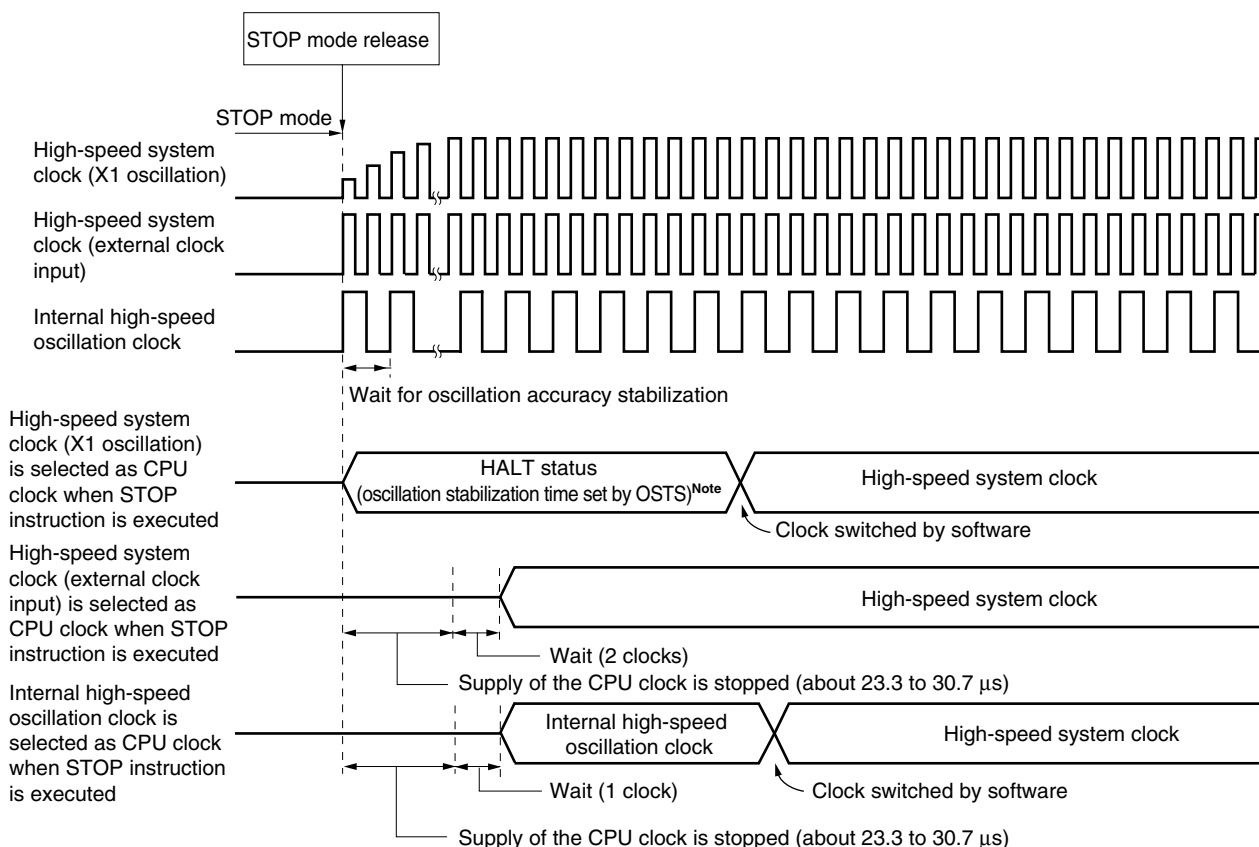 STOP mode release
STOP mode
High-speed system
clock (X1 oscillation)
High-speed system
clock (external clock
input)
Internal high-speed
oscillation clock
Wait for oscillation accuracy stabilization
High-speed system
clock (X1 oscillation)
is selected as CPU
clock when STOP
instruction is executed
HALT status
(oscillation stabilization time set by OSTS)Note
High-speed system clock
Clock switched by software
High-speed system
clock (external clock
input) is selected as
CPU clock when STOP
instruction is executed
High-speed system clock
Wait (2 clocks)
Supply of the CPU clock is stopped (about 23.3 to 30.7 μs)
Internal high-speed
oscillation clock is
selected as CPU clock
when STOP instruction
is executed
Internal high-speed
oscillation clock
High-speed system clock
Wait (1 clock)
Clock switched by software
Supply of the CPU clock is stopped (about 23.3 to 30.7 μs)